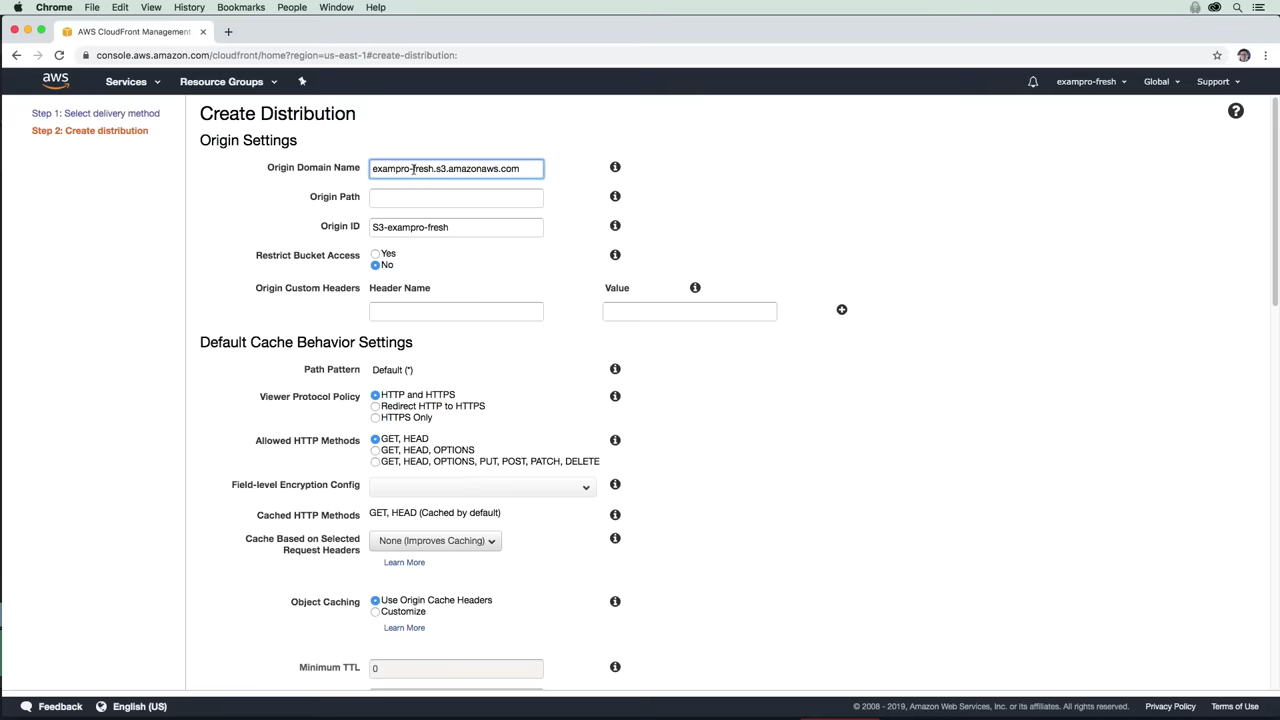 Chrome File Edit View History Bookmarks People Window Help
AWS CloudFront Management
console.aws.amazon.com/cloudfront/home?region=us-east-1#create-distribution:
aws Services Resource Groups exampro-fresh Global Support
Step 1: Select delivery method
Step 2: Create distribution
Create Distribution
Origin Settings
Origin Domain Name exampro-fresh.s3.amazonaws.com
Origin Path
Origin ID S3-exampro-fresh
Restrict Bucket Access Yes
No
Origin Custom Headers Header Name Value
Default Cache Behavior Settings
Path Pattern Default (*)
Viewer Protocol Policy HTTP and HTTPS
Redirect HTTP to HTTPS
HTTPS Only
Allowed HTTP Methods GET, HEAD
GET, HEAD, OPTIONS
GET, HEAD, OPTIONS, PUT, POST, PATCH, DELETE
Field-level Encryption Config
Cached HTTP Methods GET, HEAD (Cached by default)
Cache Based on Selected Request Headers None (Improves Caching)
Learn More
Object Caching Use Origin Cache Headers
Customize
Learn More
Minimum TTL 0
Feedback English (US) © 2008 - 2019, Amazon Web Services, Inc. or its affiliates. All rights reserved. Privacy Policy Terms of Use